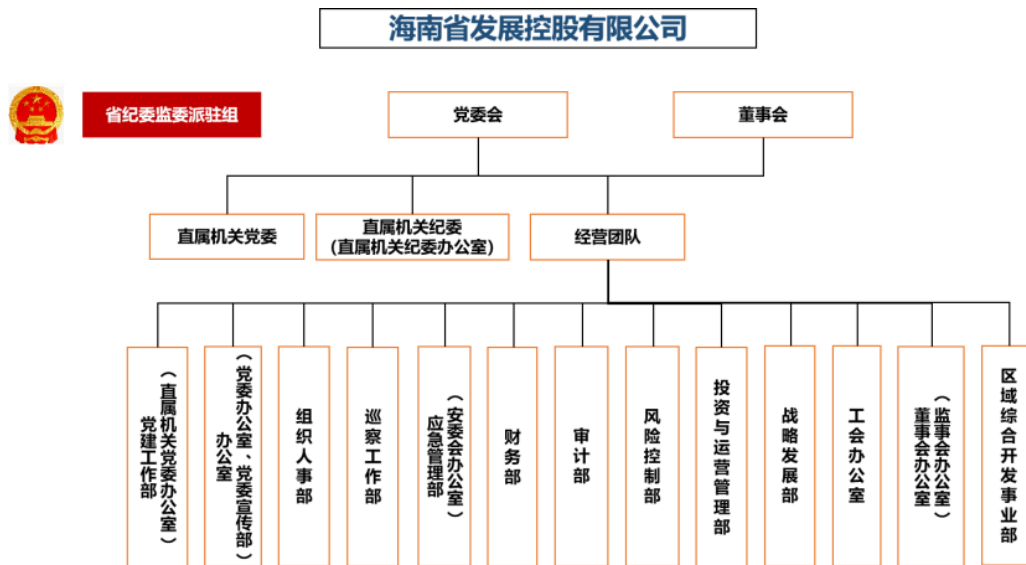 海南省发展控股有限公司
省纪委监委派驻组
党委会
董事会
直属机关党委
直属机关纪委
（直属机关纪委办公室）
经营团队
党建工作部
（直属机关党委办公室）
办公室
（党委办公室、党委宣传部）
组织人事部
巡察工作部
应急管理部
（安委会办公室）
财务部
审计部
风险控制部
投资与运营管理部
战略发展部
工会办公室
董事会办公室
（监事会办公室）
区域综合开发事业部